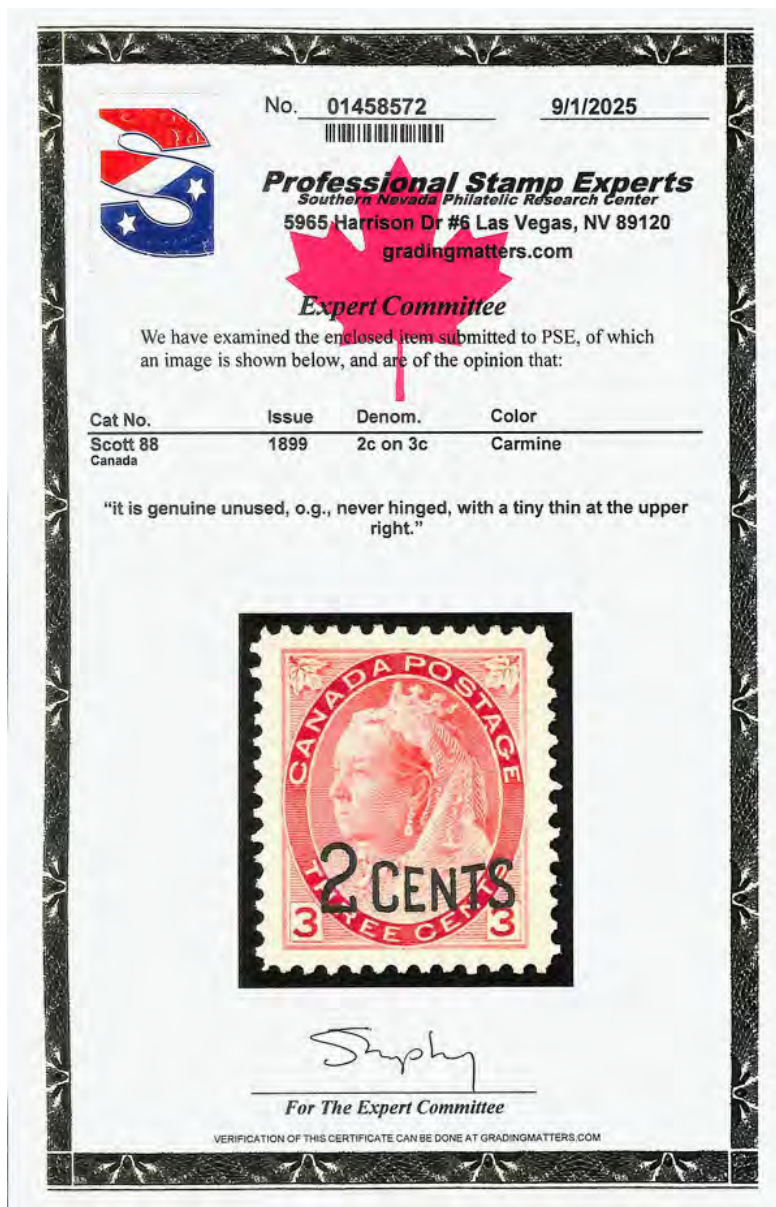 No. 01458572 9/1/2025
Professional Stamp Experts
Southern Nevada Philatelic Research Center
5965 Harrison Dr #6 Las Vegas, NV 89120
gradingmatters.com
Expert Committee
We have examined the enclosed item submitted to PSE, of which
an image is shown below, and are of the opinion that:
Cat No. Issue Denom. Color
Scott 88 1899 2c on 3c Carmine
Canada
“it is genuine unused, o.g., never hinged, with a tiny thin at the upper
right.”
CANADA POSTAGE
2 CENTS
THREE CENTS
3 3
For The Expert Committee
VERIFICATION OF THIS CERTIFICATE CAN BE DONE AT GRADINGMATTERS.COM